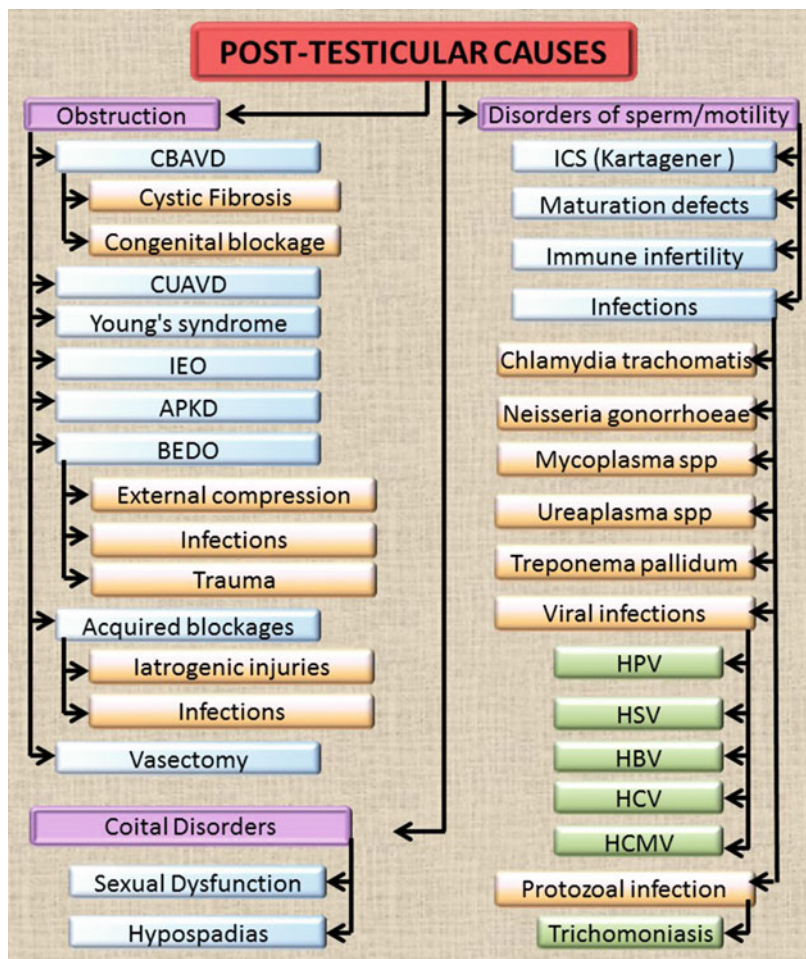 POST-TESTICULAR CAUSES
Obstruction
CBAVD
Cystic Fibrosis
Congenital blockage
CUAVD
Young's syndrome
IEO
APKD
BEDO
External compression
Infections
Trauma
Acquired blockages
Iatrogenic injuries
Infections
Vasectomy
Coital Disorders
Sexual Dysfunction
Hypospadias
Disorders of sperm/motility
ICS (Kartagener )
Maturation defects
Immune infertility
Infections
Chlamydia trachomatis
Neisseria gonorrhoeae
Mycoplasma spp
Ureaplasma spp
Treponema pallidum
Viral infections
HPV
HSV
HBV
HCV
HCMV
Protozoal infection
Trichomoniasis